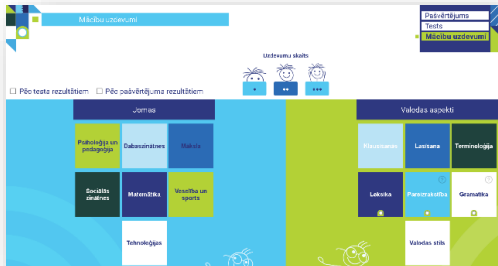 Mācību uzdevumi
Pašvērtējums
Tests
Mācību uzdevumi
Uzdevumu skaits
Pēc testa rezultātiem
Pēc pašvērtējuma rezultātiem
Jomas
Valodas aspekti
Psiholoģija un
pedagoģija
Dabaszinātnes
Māksla
Klausīšanās
Lasīšana
Terminoloģija
Sociālās
zinātnes
Matemātika
Veselība un
sports
Leksika
Pareizrakstība
Gramatika
Tehnoloģijas
Valodas stils